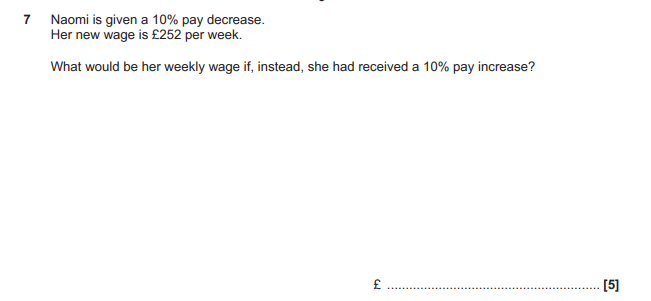 7 Naomi is given a 10% pay decrease.
Her new wage is £252 per week.
What would be her weekly wage if, instead, she had received a 10% pay increase?
£ .......................................................... [5]